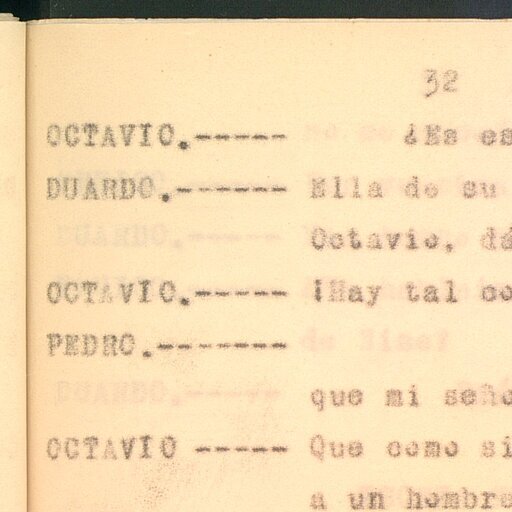 32
OCTAVIO.----- ¿Es es
DUARDO.------ Ella de su
Octavio, dá
OCTAVIO.----- ¡Hay tal co
PEDRO.-------
que mi seño
OCTAVIO ----- Que como si
a un hombre